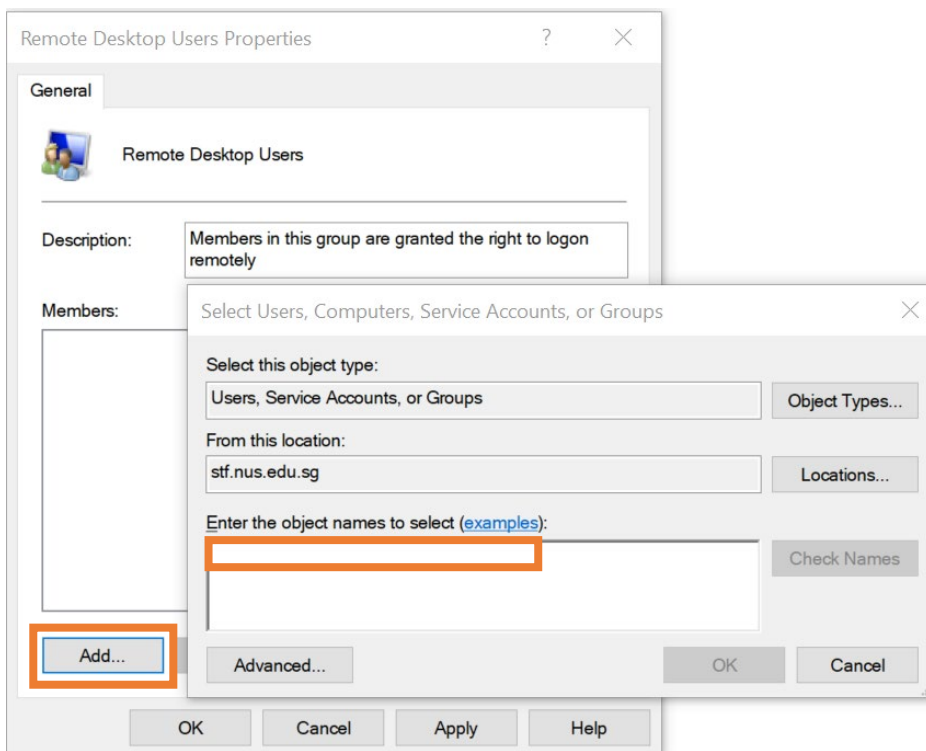 Remote Desktop Users Properties
?
General
Remote Desktop Users
Description:
Members in this group are granted the right to logon
remotely
Members:
Add...
OK
Cancel
Apply
Help
Select Users, Computers, Service Accounts, or Groups
Select this object type:
Users, Service Accounts, or Groups
Object Types...
From this location:
stf.nus.edu.sg
Locations...
Enter the object names to select (examples):
Check Names
Advanced...
OK
Cancel